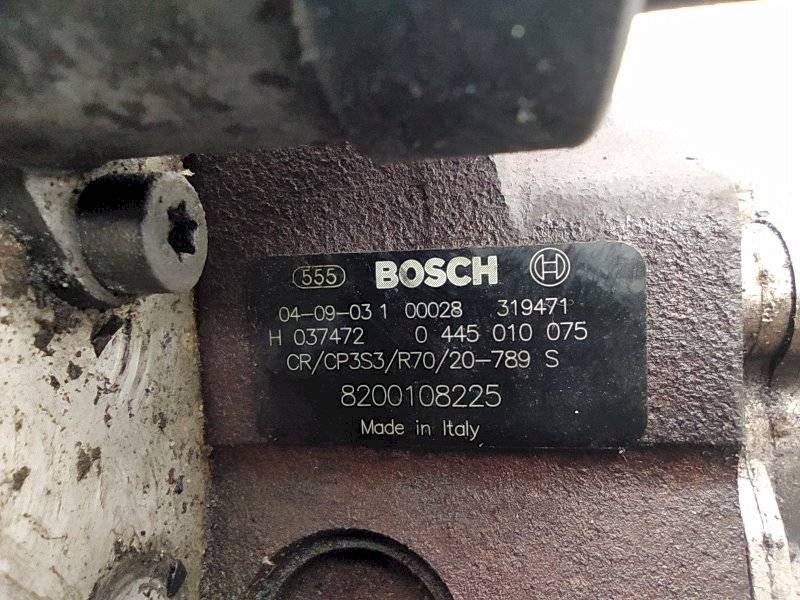 555 BOSCH
04-09-03 1 00028 319471
H 037472 0 445 010 075
CR/CP3S3/R70/20-789 S
8200108225
Made in Italy